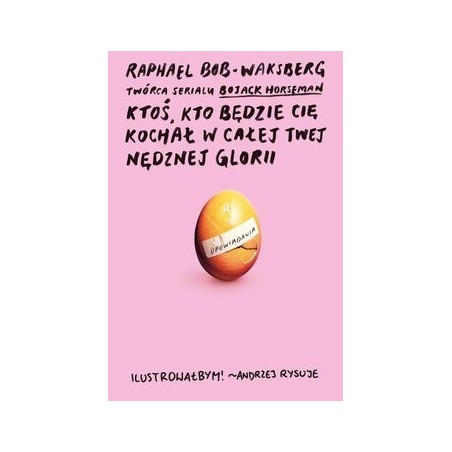 RAPHAEL BOB-WAKSBERG
TWÓRCA SERIALU BOJACK HORSEMAN
KTOŚ, KTO BĘDZIE CIĘ
KOCHAŁ W CAŁEJ TWEJ
NĘDZNEJ GLORII
OPOWIADANIA
ILUSTROWAŁBYM! ~ANDRZEJ RYSUJE